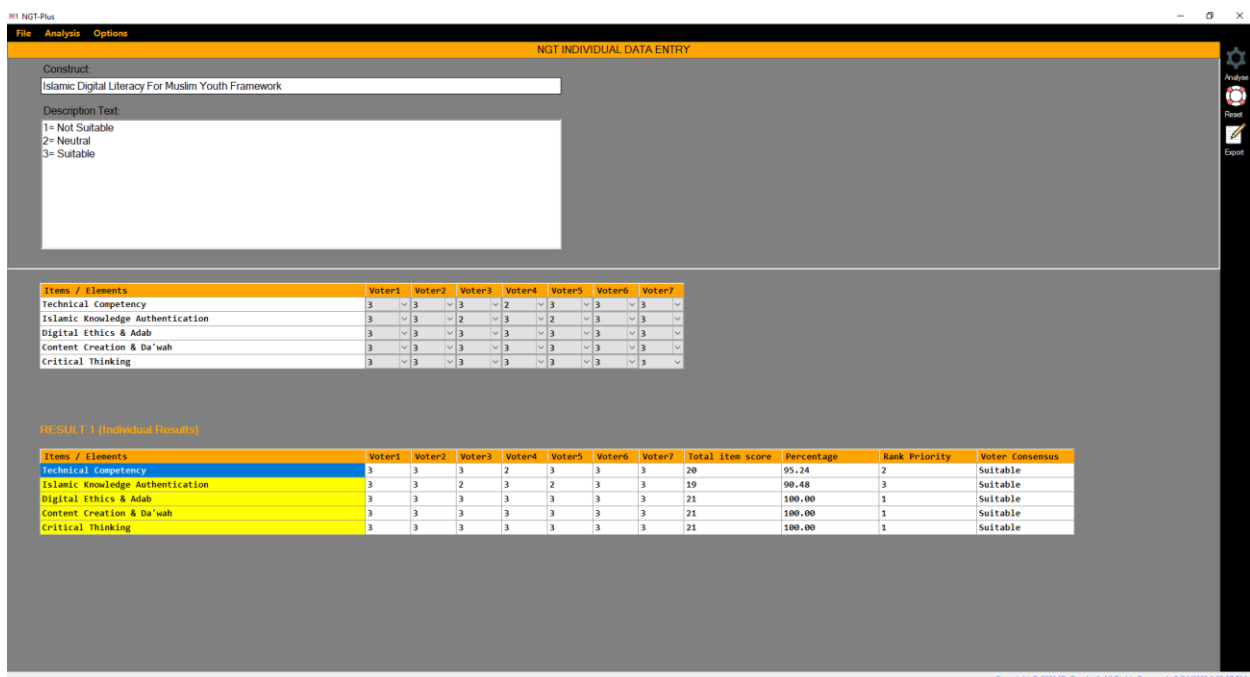 NGT-Plus
File Analysis Options
NGT INDIVIDUAL DATA ENTRY
Analyse
Reset
Export
Construct:
Islamic Digital Literacy For Muslim Youth Framework
Description Text:
1= Not Suitable
2= Neutral
3= Suitable
Items / Elements Voter1 Voter2 Voter3 Voter4 Voter5 Voter6 Voter7
Technical Competency 3 3 3 2 3 3 3
Islamic Knowledge Authentication 3 3 2 3 2 3 3
Digital Ethics & Adab 3 3 3 3 3 3 3
Content Creation & Da'wah 3 3 3 3 3 3 3
Critical Thinking 3 3 3 3 3 3 3
RESULT 1 (Individual Results)
Items / Elements Voter1 Voter2 Voter3 Voter4 Voter5 Voter6 Voter7 Total item score Percentage Rank Priority Voter Consensus
Technical Competency 3 3 3 2 3 3 3 20 95.24 2 Suitable
Islamic Knowledge Authentication 3 3 2 3 2 3 3 19 90.48 3 Suitable
Digital Ethics & Adab 3 3 3 3 3 3 3 21 100.00 1 Suitable
Content Creation & Da'wah 3 3 3 3 3 3 3 21 100.00 1 Suitable
Critical Thinking 3 3 3 3 3 3 3 21 100.00 1 Suitable